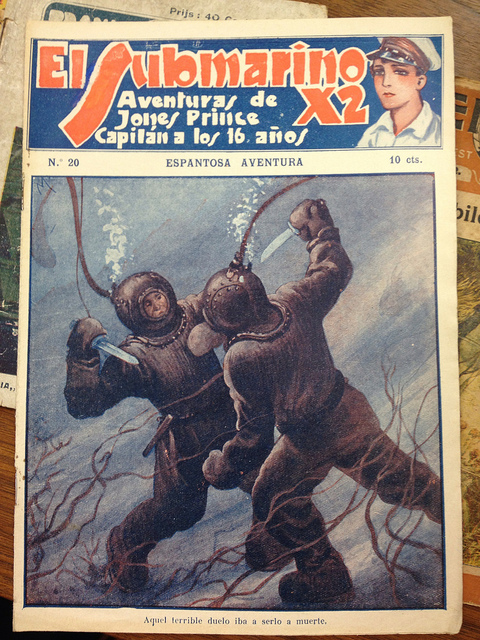 Prijs : 40 C
El Submarino
X2
Aventuras de
Jones Prince
Capitán a los 16 años
N.º 20
ESPANTOSA AVENTURA
10 cts.
Aquel terrible duelo iba a serlo a muerte.